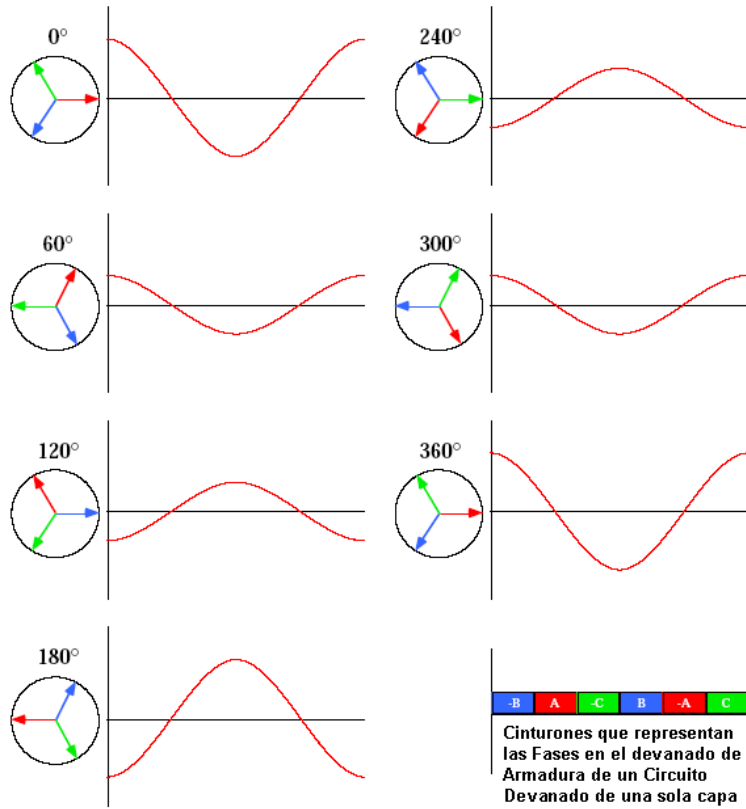 0°
240°
60°
300°
120°
360°
180°
-B A -C B -A C
Cinturones que representan
las Fases en el devanado de
Armadura de un Circuito
Devanado de una sola capa